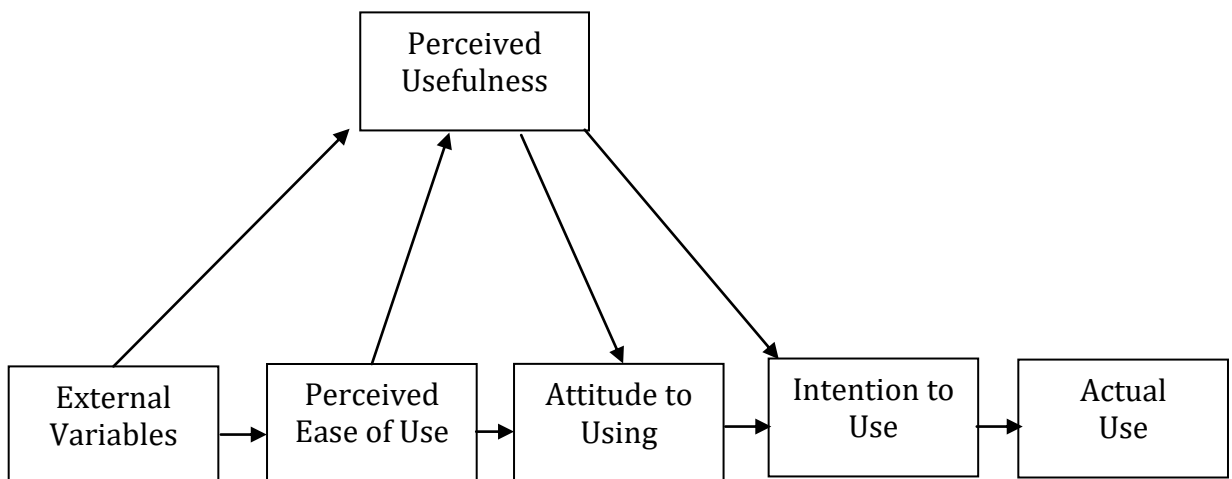 Perceived
Usefulness
External
Variables
Perceived
Ease of Use
Attitude to
Using
Intention to
Use
Actual
Use